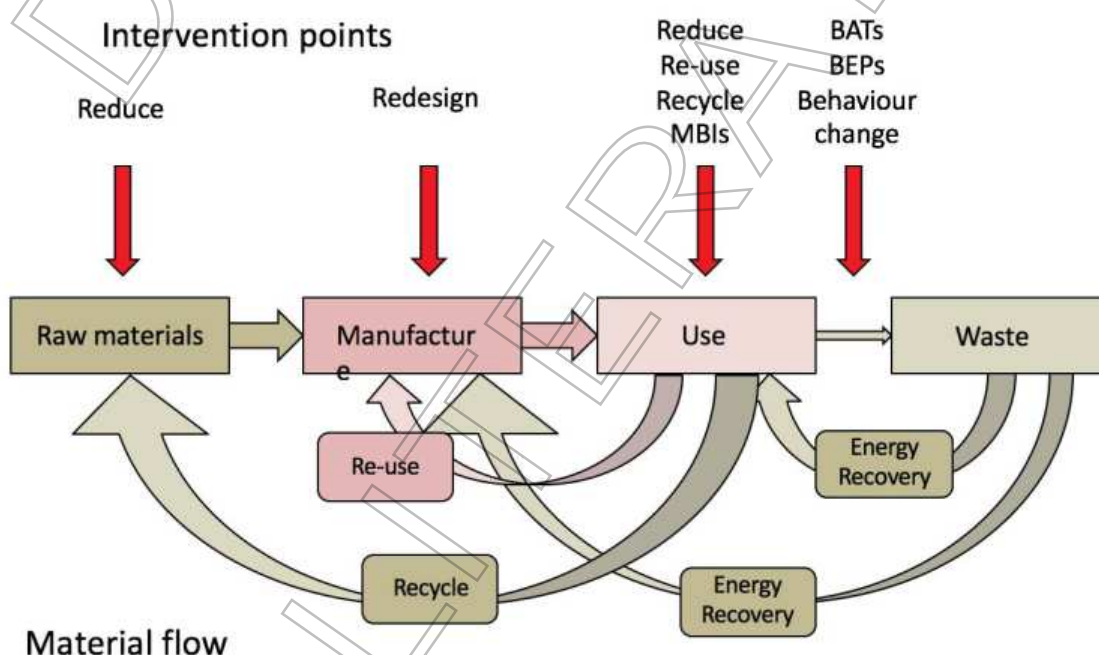 Intervention points
Reduce
Redesign
Reduce
Re-use
Recycle
MBIs
BATs
BEPs
Behaviour
change
Raw materials
Manufactur
e
Use
Waste
Re-use
Energy
Recovery
Recycle
Energy
Recovery
Material flow